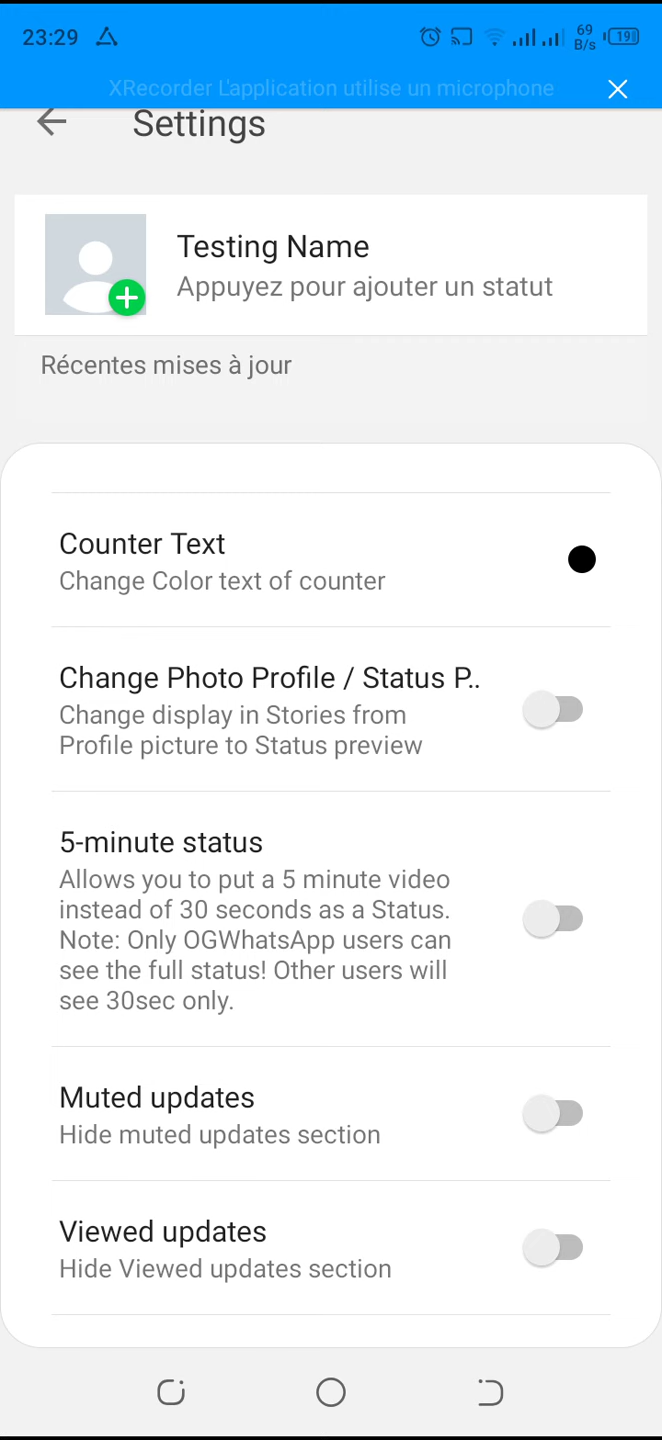 23:29
69
B/s
19
XRecorder L'application utilise un microphone
Settings
Testing Name
Appuyez pour ajouter un statut
Récentes mises à jour
Counter Text
Change Color text of counter
Change Photo Profile / Status P..
Change display in Stories from
Profile picture to Status preview
5-minute status
Allows you to put a 5 minute video
instead of 30 seconds as a Status.
Note: Only OGWhatsApp users can
see the full status! Other users will
see 30sec only.
Muted updates
Hide muted updates section
Viewed updates
Hide Viewed updates section